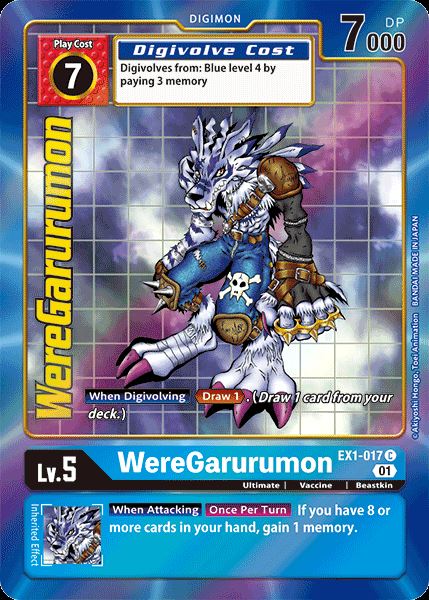 DIGIMON
Play Cost
7
Digivolve Cost
Digivolves from: Blue level 4 by
paying 3 memory
7000
DP
WereGarurumon
When Digivolving Draw 1. (Draw 1 card from your
deck.)
©Akiyoshi Hongo, Toei Animation BANDAI MADE IN JAPAN
Lv.5
WereGarurumon
EX1-017 C
01
Ultimate | Vaccine | Beastkin
Inherited Effect
When Attacking Once Per Turn If you have 8 or
more cards in your hand, gain 1 memory.